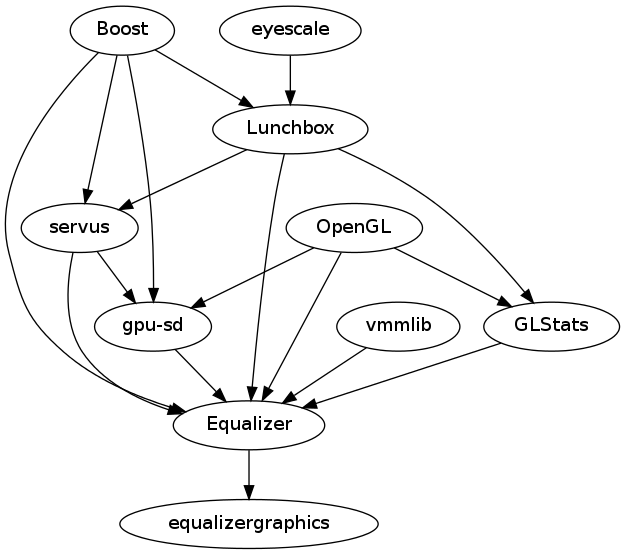 Boost
eyescale
Lunchbox
servus
OpenGL
gpu-sd
vmmlib
GLStats
Equalizer
equalizergraphics